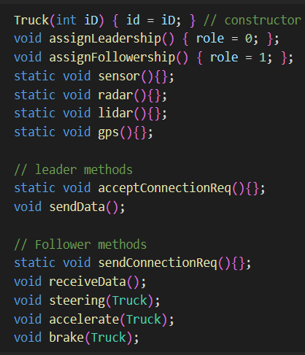 Truck(int iD) { id = iD; } // constructor
void assignLeadership() { role = 0; };
void assignFollowership() { role = 1; };
static void sensor(){};
static void radar(){};
static void lidar(){};
static void gps(){};
// leader methods
static void acceptConnectionReq(){};
void sendData();
// Follower methods
static void sendConnectionReq(){};
void receiveData();
void steering(Truck);
void accelerate(Truck);
void brake(Truck);